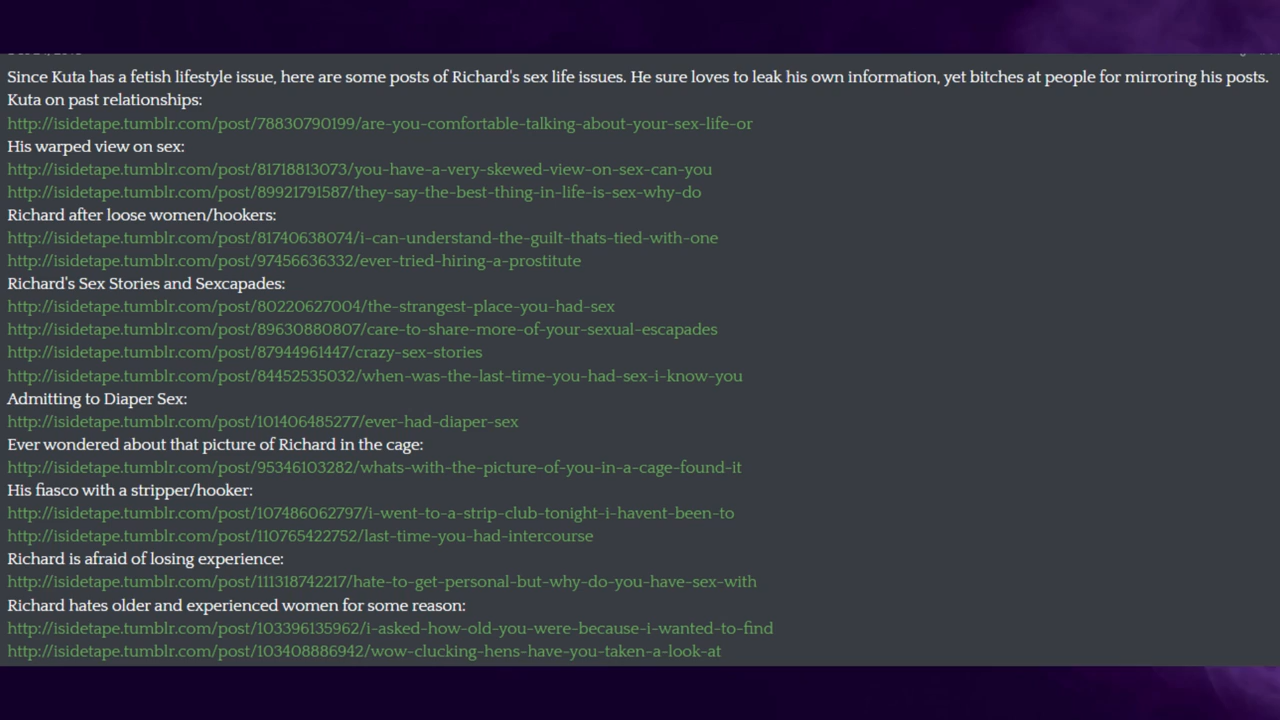 Since Kuta has a fetish lifestyle issue, here are some posts of Richard's sex life issues. He sure loves to leak his own information, yet bitches at people for mirroring his posts.
Kuta on past relationships:
http://isidetape.tumblr.com/post/78830790199/are-you-comfortable-talking-about-your-sex-life-or
His warped view on sex:
http://isidetape.tumblr.com/post/81718813073/you-have-a-very-skewed-view-on-sex-can-you
http://isidetape.tumblr.com/post/89921791587/they-say-the-best-thing-in-life-is-sex-why-do
Richard after loose women/hookers:
http://isidetape.tumblr.com/post/81740638074/i-can-understand-the-guilt-thats-tied-with-one
http://isidetape.tumblr.com/post/97456636332/ever-tried-hiring-a-prostitute
Richard's Sex Stories and Sexcapades:
http://isidetape.tumblr.com/post/80220627004/the-strangest-place-you-had-sex
http://isidetape.tumblr.com/post/89630880807/care-to-share-more-of-your-sexual-escapades
http://isidetape.tumblr.com/post/87944961447/crazy-sex-stories
http://isidetape.tumblr.com/post/84452535032/when-was-the-last-time-you-had-sex-i-know-you
Admitting to Diaper Sex:
http://isidetape.tumblr.com/post/101406485277/ever-had-diaper-sex
Ever wondered about that picture of Richard in the cage:
http://isidetape.tumblr.com/post/95346103282/whats-with-the-picture-of-you-in-a-cage-found-it
His fiasco with a stripper/hooker:
http://isidetape.tumblr.com/post/107486062797/i-went-to-a-strip-club-tonight-i-havent-been-to
http://isidetape.tumblr.com/post/110765422752/last-time-you-had-intercourse
Richard is afraid of losing experience:
http://isidetape.tumblr.com/post/111318742217/hate-to-get-personal-but-why-do-you-have-sex-with
Richard hates older and experienced women for some reason:
http://isidetape.tumblr.com/post/103396135962/i-asked-how-old-you-were-because-i-wanted-to-find
http://isidetape.tumblr.com/post/103408886942/wow-clucking-hens-have-you-taken-a-look-at